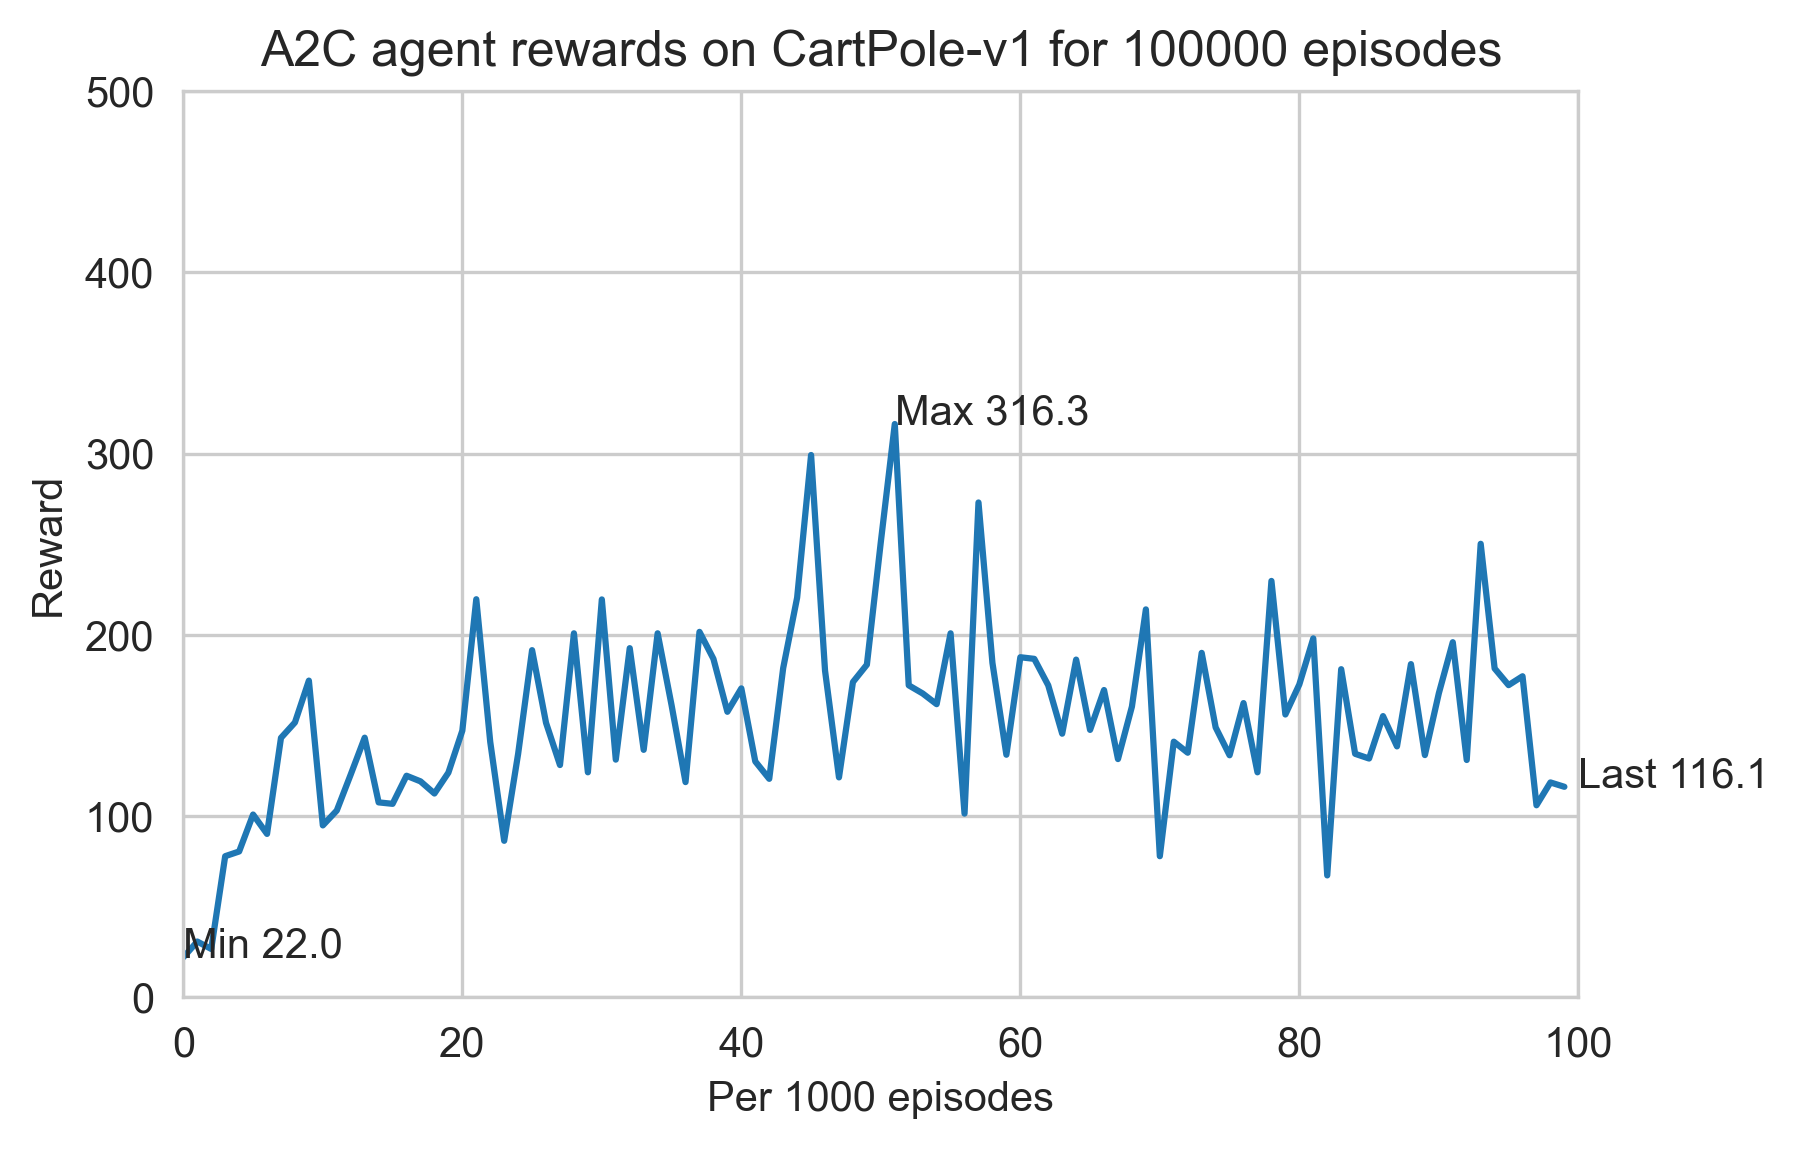 A2C agent rewards on CartPole-v1 for 100000 episodes
500
400
300
200
100
0
Reward
Max 316.3
Last 116.1
Min 22.0
0 20 40 60 80 100
Per 1000 episodes